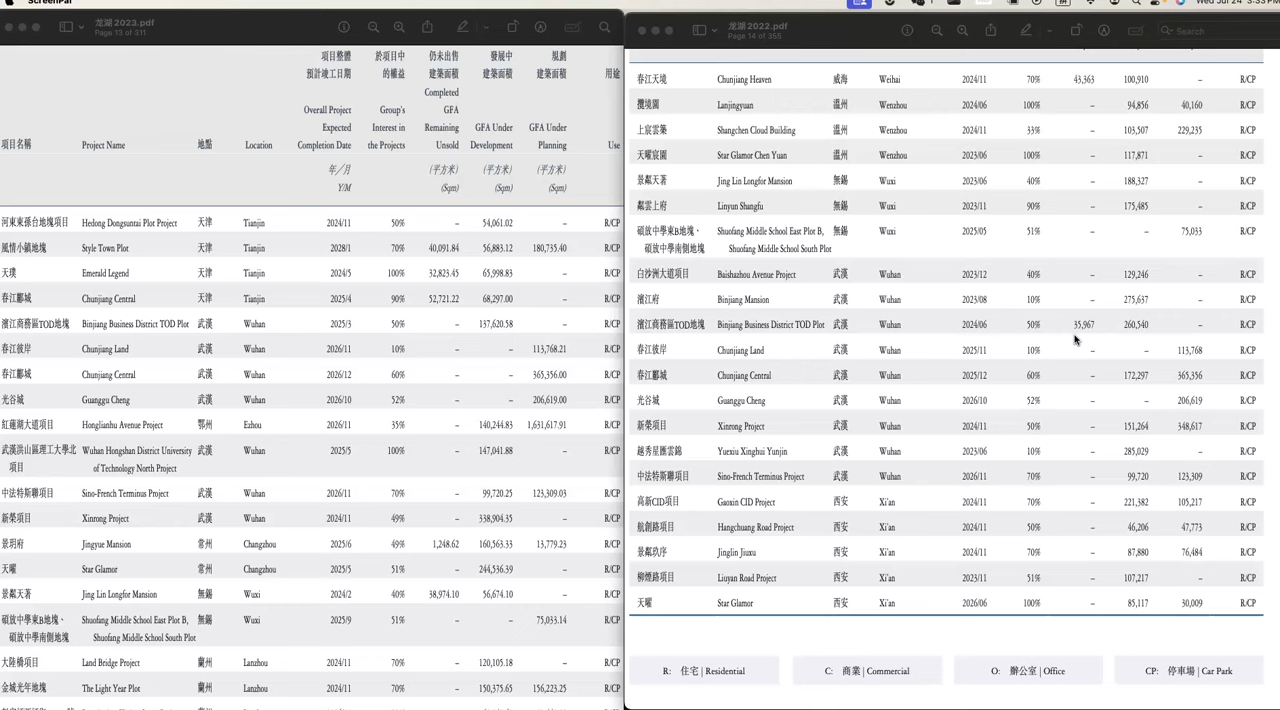 ScreenPal
Wed Jul 24 3:33 PM
龙湖 2023.pdf
Page 13 of 311
項目整體 於項目中 仍未出售 發展中 規劃
預計竣工日期 的權益 建築面積 建築面積 建築面積 用途
Completed
Overall Project Group's GFA
Expected Interest in Remaining GFA Under GFA Under
項目名稱 Project Name 地點 Location Completion Date the Projects Unsold Development Planning Use
年／月 (平方米) (平方米) (平方米)
Y/M (Sqm) (Sqm) (Sqm)
河東東孫台地塊項目 Hedong Dongsuntai Plot Project 天津 Tianjin 2024/11 50% – 54,061.02 – R/CP
風情小鎮地塊 Style Town Plot 天津 Tianjin 2028/1 70% 40,091.84 56,883.12 180,735.40 R/CP
天璞 Emerald Legend 天津 Tianjin 2024/5 100% 32,823.45 65,998.83 – R/CP
春江酈城 Chunjiang Central 天津 Tianjin 2025/4 90% 52,721.22 68,297.00 – R/CP
濱江商務區TOD地塊 Binjiang Business District TOD Plot 武漢 Wuhan 2025/3 50% – 137,620.58 – R/CP
春江彼岸 Chunjiang Land 武漢 Wuhan 2026/11 10% – – 113,768.21 R/CP
春江酈城 Chunjiang Central 武漢 Wuhan 2026/12 60% – – 365,356.00 R/CP
光谷城 Guanggu Cheng 武漢 Wuhan 2026/10 52% – – 206,619.00 R/CP
紅蓮湖大道項目 Honglianhu Avenue Project 鄂州 Ezhou 2026/11 35% – 140,244.83 1,631,617.91 R/CP
武漢洪山區理工大學北 Wuhan Hongshan District University 武漢 Wuhan 2025/5 100% – 147,041.88 – R/CP
項目 of Technology North Project
中法特斯聯項目 Sino-French Terminus Project 武漢 Wuhan 2026/11 70% – 99,720.25 123,309.03 R/CP
新榮項目 Xinrong Project 武漢 Wuhan 2024/11 49% – 338,904.35 – R/CP
景玥府 Jingyue Mansion 常州 Changzhou 2025/6 49% 1,248.62 160,563.33 13,779.23 R/CP
天曜 Star Glamor 常州 Changzhou 2025/5 51% – 244,536.39 – R/CP
景粼天著 Jing Lin Longfor Mansion 無錫 Wuxi 2024/2 40% 38,974.10 56,674.10 – R/CP
碩放中學東B地塊、 Shuofang Middle School East Plot B, 無錫 Wuxi 2025/9 51% – – 75,033.14 R/CP
碩放中學南側地塊 Shuofang Middle School South Plot
大陸橋項目 Land Bridge Project 蘭州 Lanzhou 2024/11 70% – 120,105.18 – R/CP
金城光年地塊 The Light Year Plot 蘭州 Lanzhou 2024/11 70% – 150,375.65 156,223.25 R/CP
龙湖 2022.pdf
Page 14 of 355
Search
春江天境 Chunjiang Heaven 威海 Weihai 2024/11 70% 43,363 100,910 – R/CP
攬境園 Lanjingyuan 溫州 Wenzhou 2024/06 100% – 94,856 40,160 R/CP
上宸雲築 Shangchen Cloud Building 溫州 Wenzhou 2024/11 33% – 103,507 229,235 R/CP
天曜宸園 Star Glamor Chen Yuan 溫州 Wenzhou 2023/06 100% – 117,871 – R/CP
景粼天著 Jing Lin Longfor Mansion 無錫 Wuxi 2023/06 40% – 188,327 – R/CP
粼雲上府 Linyun Shangfu 無錫 Wuxi 2023/11 90% – 175,485 – R/CP
碩放中學東B地塊、 Shuofang Middle School East Plot B, 無錫 Wuxi 2025/05 51% – – 75,033 R/CP
碩放中學南側地塊 Shuofang Middle School South Plot
白沙洲大道項目 Baishazhou Avenue Project 武漢 Wuhan 2023/12 40% – 129,246 – R/CP
濱江府 Binjiang Mansion 武漢 Wuhan 2023/08 10% – 275,637 – R/CP
濱江商務區TOD地塊 Binjiang Business District TOD Plot 武漢 Wuhan 2024/06 50% 35,967 260,540 – R/CP
春江彼岸 Chunjiang Land 武漢 Wuhan 2025/11 10% – – 113,768 R/CP
春江酈城 Chunjiang Central 武漢 Wuhan 2025/12 60% – 172,297 365,356 R/CP
光谷城 Guanggu Cheng 武漢 Wuhan 2026/10 52% – – 206,619 R/CP
新榮項目 Xinrong Project 武漢 Wuhan 2024/11 50% – 151,264 348,617 R/CP
越秀星匯雲錦 Yuexiu Xinghui Yunjin 武漢 Wuhan 2023/06 10% – 285,029 – R/CP
中法特斯聯項目 Sino-French Terminus Project 武漢 Wuhan 2026/11 70% – 99,720 123,309 R/CP
高新CID項目 Gaoxin CID Project 西安 Xi'an 2024/11 70% – 221,382 105,217 R/CP
航創路項目 Hangchuang Road Project 西安 Xi'an 2024/11 50% – 46,206 47,773 R/CP
景粼玖序 Jinglin Jiuxu 西安 Xi'an 2024/11 70% – 87,880 76,484 R/CP
柳煙路項目 Liuyan Road Project 西安 Xi'an 2023/11 51% – 107,217 – R/CP
天曜 Star Glamor 西安 Xi'an 2026/06 100% – 85,117 30,009 R/CP
R: 住宅 | Residential C: 商業 | Commercial O: 辦公室 | Office CP: 停車場 | Car Park